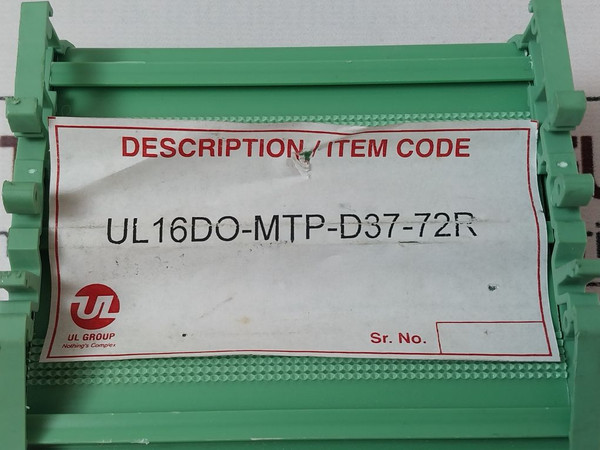 DESCRIPTION / ITEM CODE
UL16DO-MTP-D37-72R
UL
UL GROUP
Nothing's Complex
Sr. No.